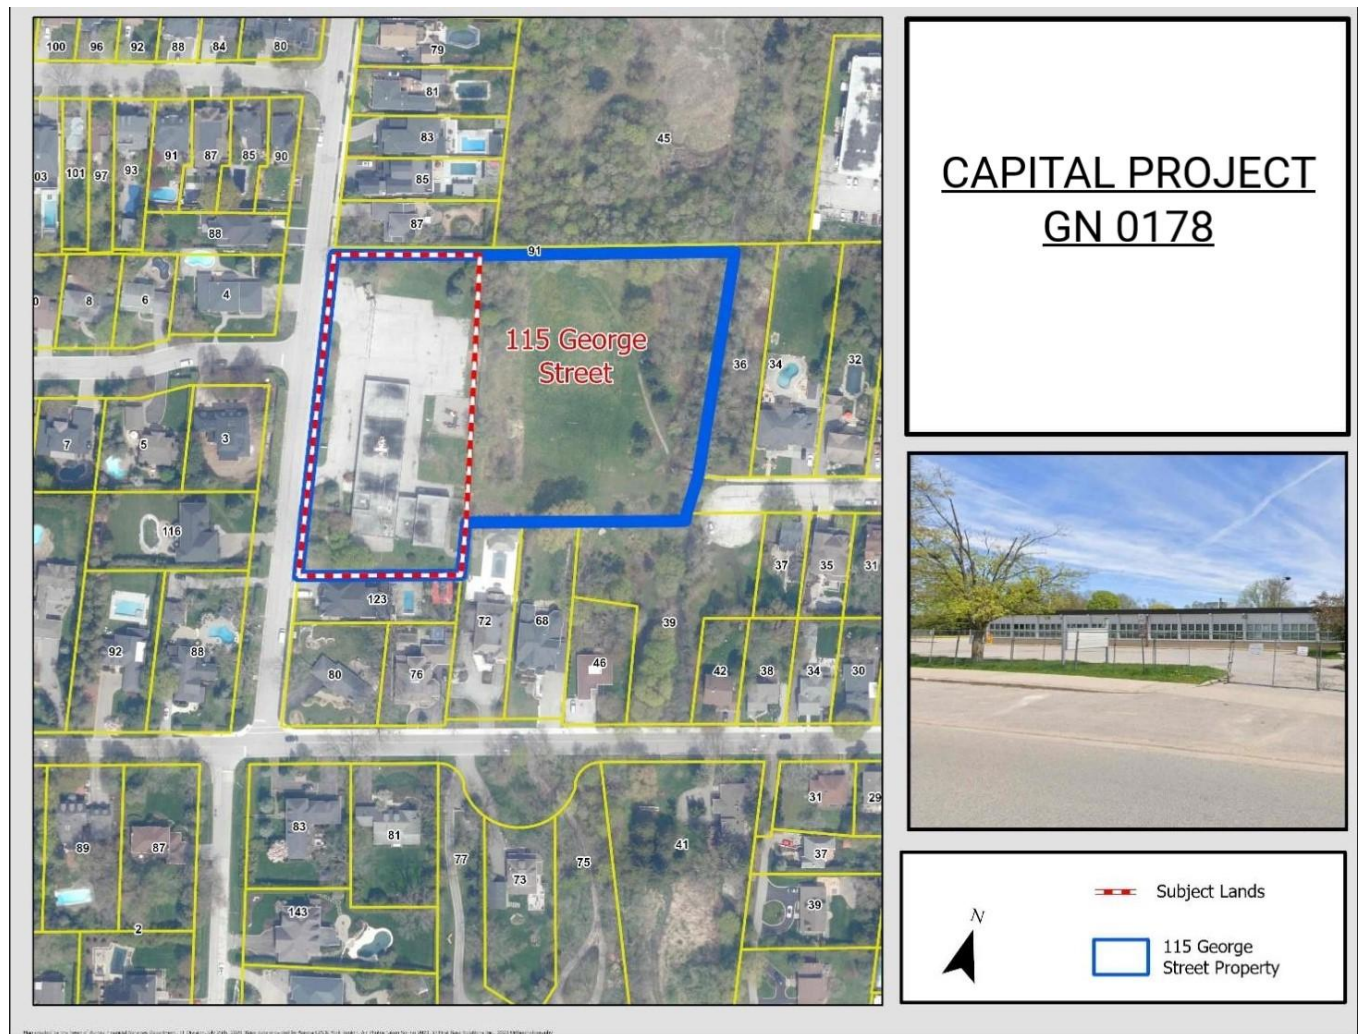 100 96 92 88 84 80 79
81
83
85
87
91 87 85 90
03 101 97 93
88
91
0 8 6 4
115 George
Street
36 34 32
7 5 3
116
37 35 31
123
72 68 39
92 88 80 76 46 42 38 34 30
45
83 81 31 29
89 87 77 73 75 41 37
143 39
2
CAPITAL PROJECT
GN 0178
Subject Lands
N
115 George
Street Property